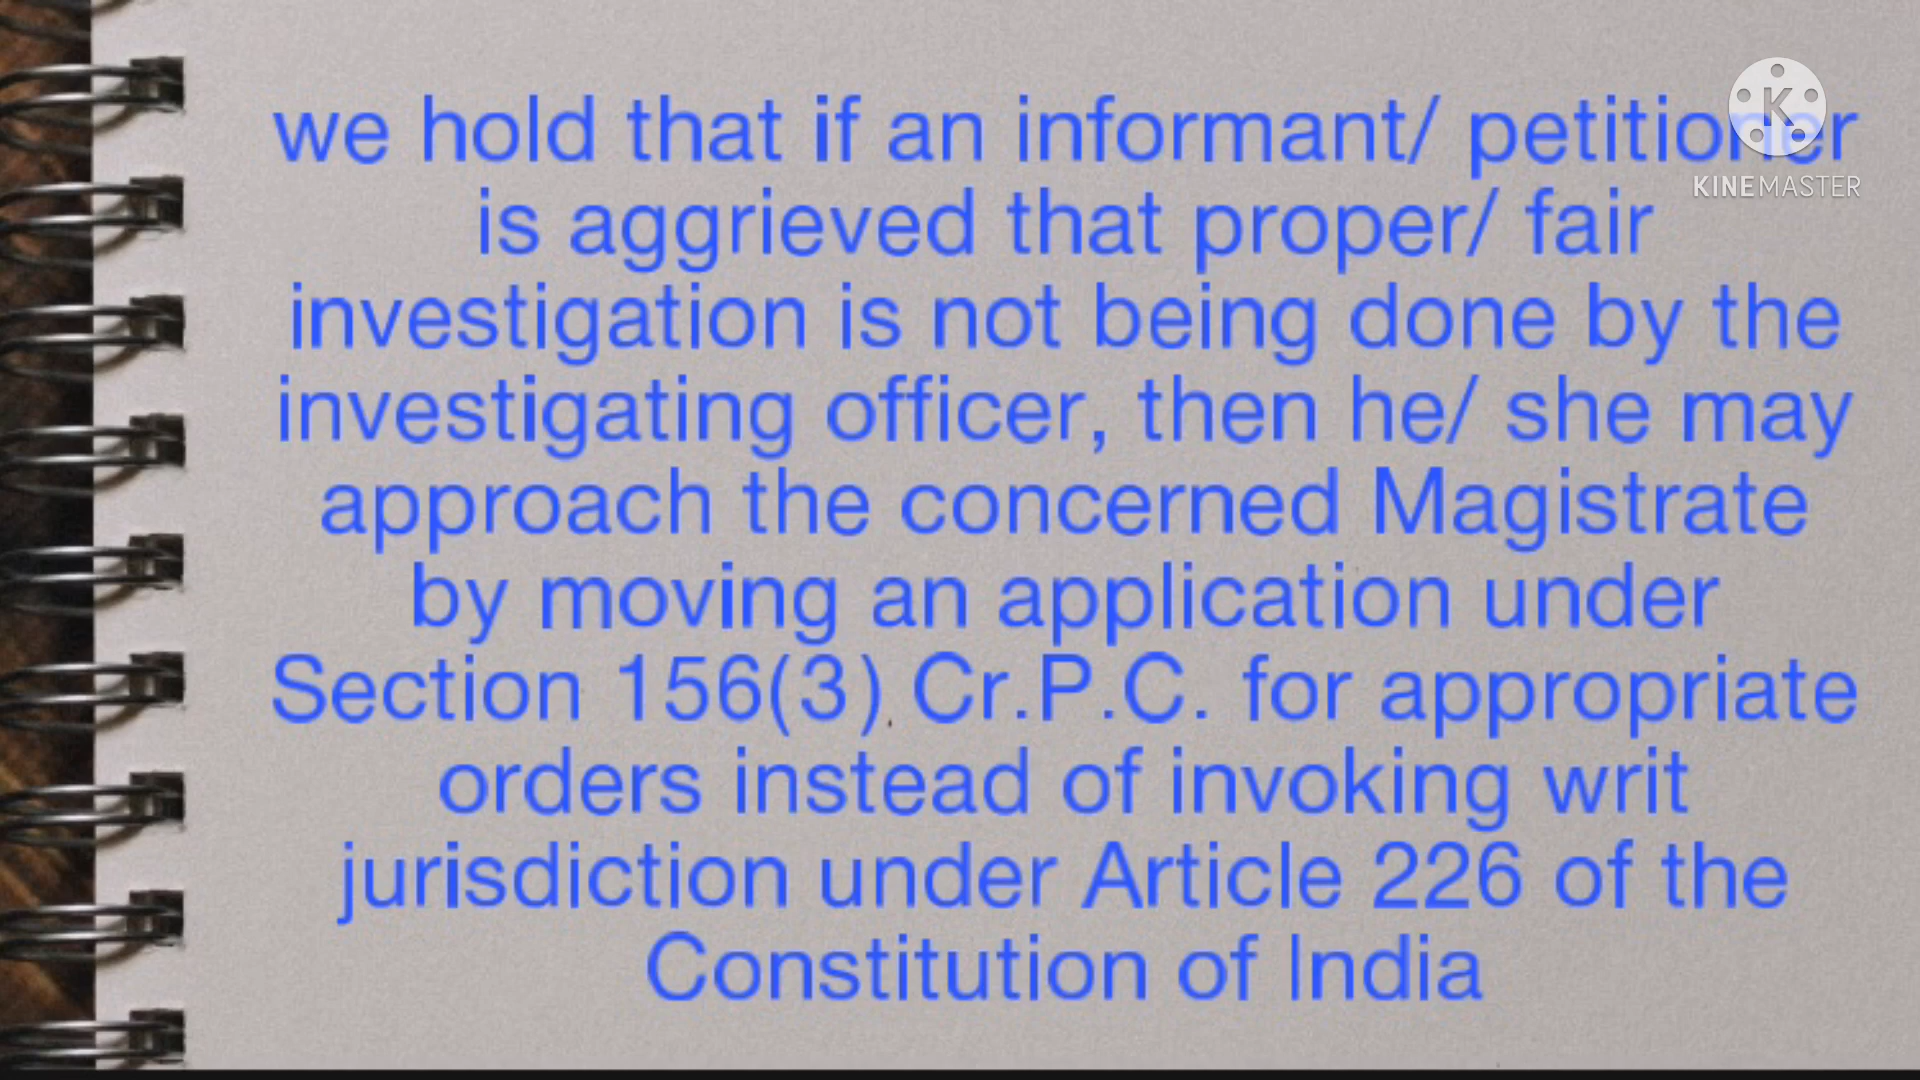 we hold that if an informant/ petitioner
is aggrieved that proper/ fair
investigation is not being done by the
investigating officer, then he/ she may
approach the concerned Magistrate
by moving an application under
Section 156(3) Cr.P.C. for appropriate
orders instead of invoking writ
jurisdiction under Article 226 of the
Constitution of India
K
KINEMASTER